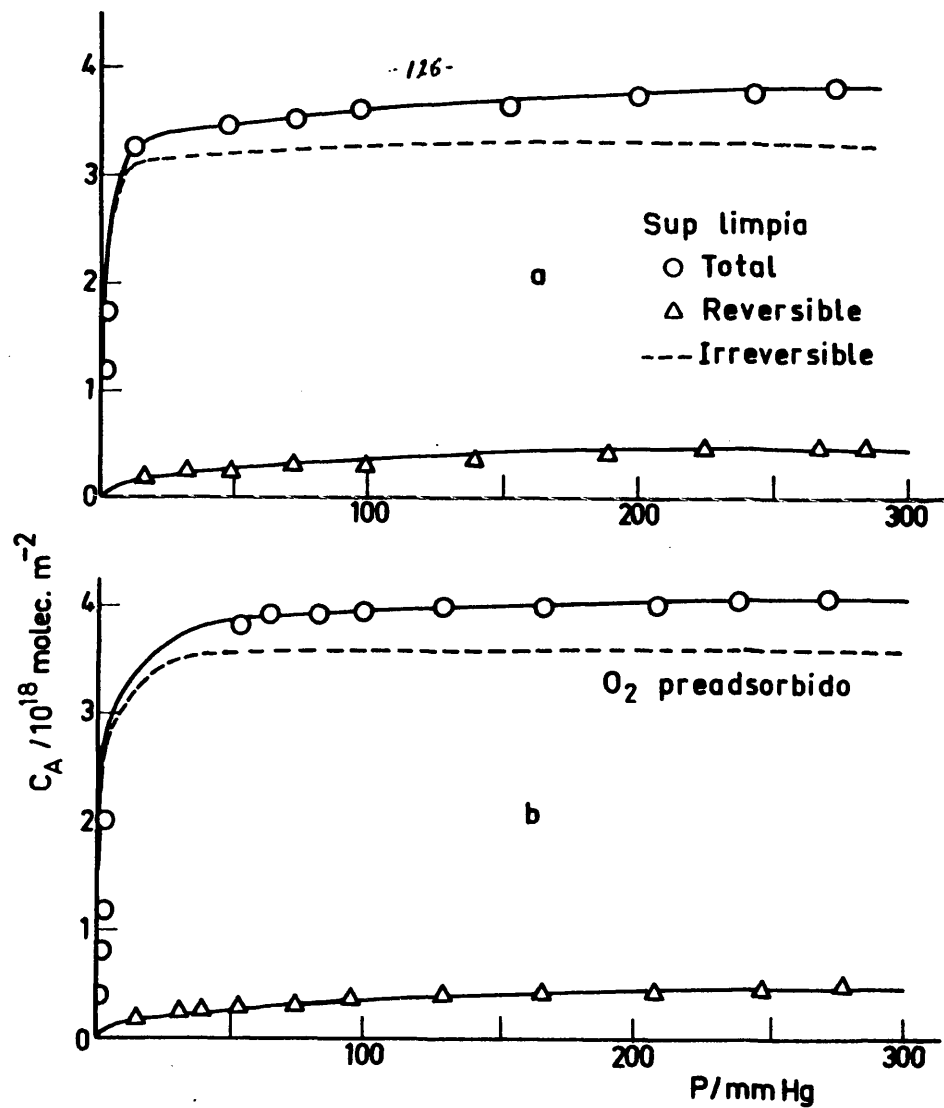 4
-126-
3
Sup limpia
a
O Total
2
△ Reversible
---Irreversible
1
0
100
200
300
C_A /10^18 molec. m^-2
4
O₂ preadsorbido
3
2
b
1
0
100
200
300
P/mm Hg